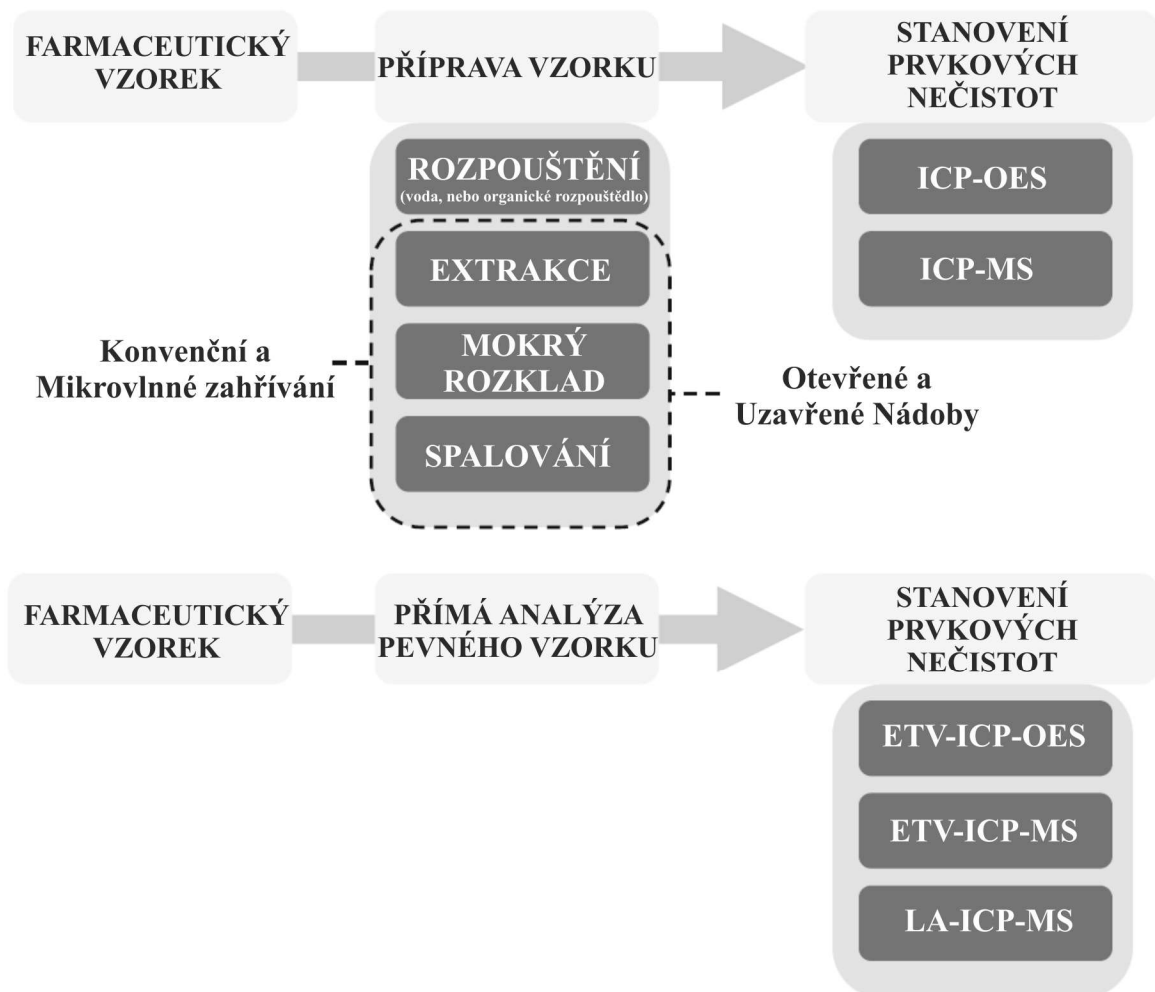 FARMACEUTICKÝ
VZOREK
PŘÍPRAVA VZORKU
STANOVENÍ
PRVKOVÝCH
NEČISTOT
ROZPOUŠTĚNÍ
(voda, nebo organické rozpouštědlo)
EXTRAKCE
MOKRÝ
ROZKLAD
SPALOVÁNÍ
ICP-OES
ICP-MS
Konvenční a
Mikrovlnné zahřívání
Otevřené a
Uzavřené Nádoby
FARMACEUTICKÝ
VZOREK
PŘÍMÁ ANALÝZA
PEVNÉHO VZORKU
STANOVENÍ
PRVKOVÝCH
NEČISTOT
ETV-ICP-OES
ETV-ICP-MS
LA-ICP-MS